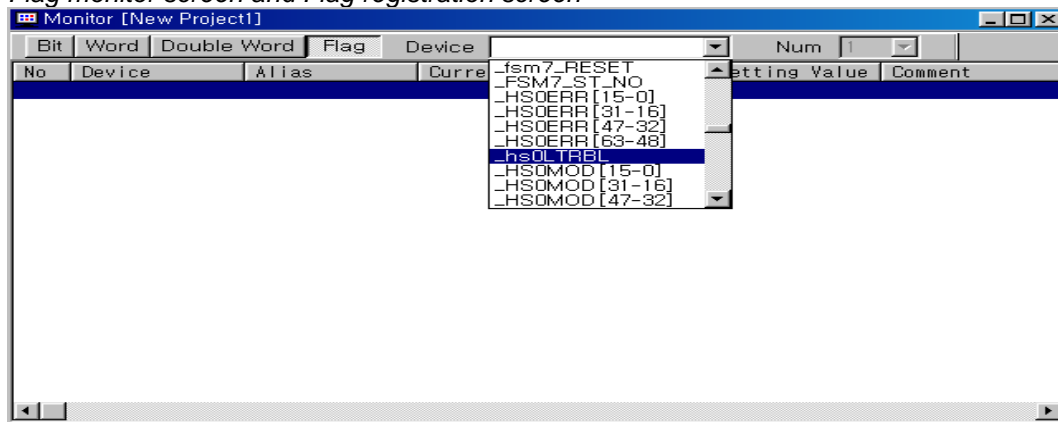 Flag monitor screen and Flag registration screen
Monitor [New Project1]
Bit Word Double Word Flag Device Num 1
No Device Alias Curre etting Value Comment
_fsm7_RESET
_FSM7_ST_NO
_HS0ERR[15-0]
_HS0ERR[31-16]
_HS0ERR[47-32]
_HS0ERR[63-48]
_hs0LTRBL
_HS0MOD[15-0]
_HS0MOD[31-16]
_HS0MOD[47-32]